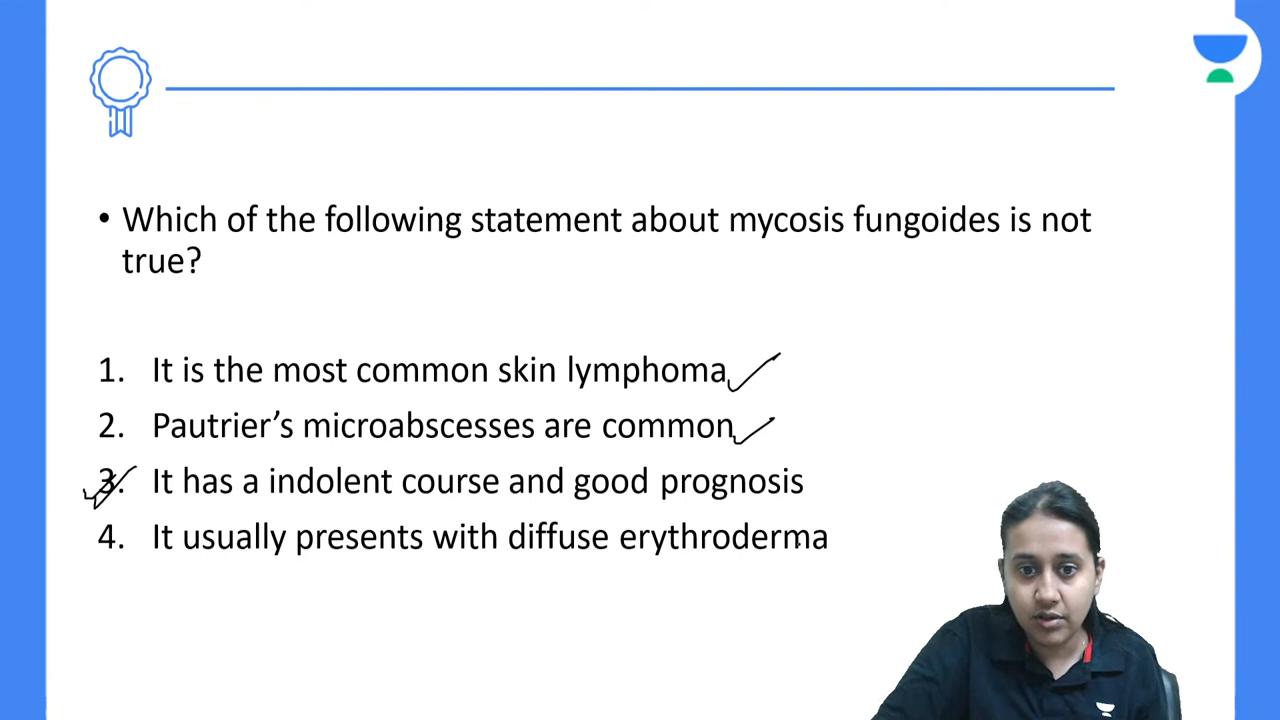 • Which of the following statement about mycosis fungoides is not
true?
1. It is the most common skin lymphoma
2. Pautrier’s microabscesses are common
3. It has a indolent course and good prognosis
4. It usually presents with diffuse erythroderma